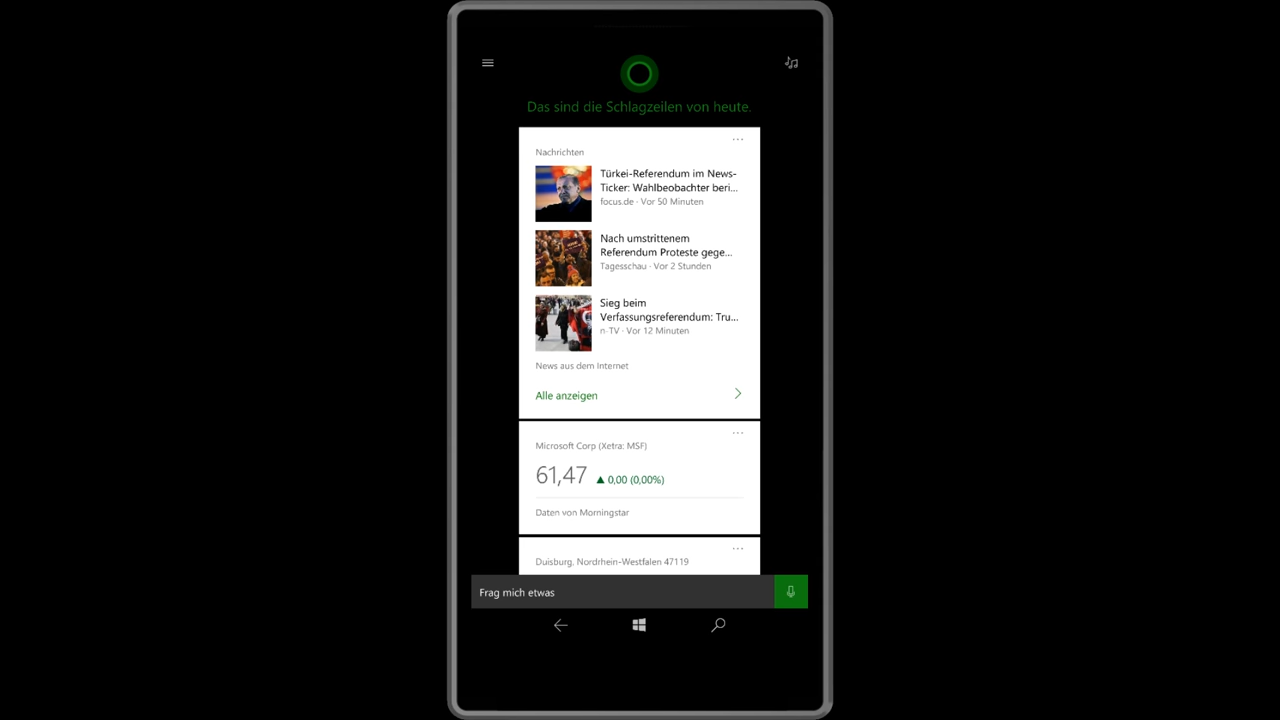 Das sind die Schlagzeilen von heute.
Nachrichten
Türkei-Referendum im News-
Ticker: Wahlbeobachter beri...
focus.de · Vor 50 Minuten
Nach umstrittenem
Referendum Proteste gege...
Tagesschau · Vor 2 Stunden
Sieg beim
Verfassungsreferendum: Tru...
n-TV · Vor 12 Minuten
News aus dem Internet
Alle anzeigen
Microsoft Corp (Xetra: MSF)
61,47 ▲ 0,00 (0,00%)
Daten von Morningstar
Duisburg, Nordrhein-Westfalen 47119
Frag mich etwas